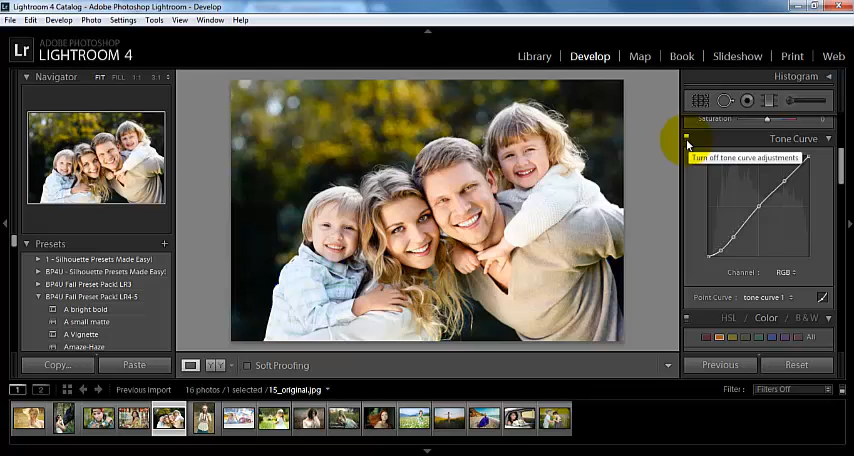 Lightroom 4 Catalog - Adobe Photoshop Lightroom - Develop
File Edit Develop Photo Settings Tools View Window Help
Lr ADOBE PHOTOSHOP
LIGHTROOM 4
Library | Develop | Map | Book | Slideshow | Print | Web
Navigator FIT FILL 1:1 3:1
Histogram
Saturation 0
Tone Curve
Turn off tone curve adjustments
Channel : RGB
Point Curve : tone curve 1
HSL / Color / B & W
All
Presets +
1 - Silhouette Presets Made Easy!
BP4U - Silhouette Presets Made Easy!
BP4U Fall Preset Pack! LR3
BP4U Fall Preset Pack! LR4-5
A bright bold
A small matte
A Vignette
Amaze-Haze
Copy... Paste
Y Y Soft Proofing
Previous Reset
1 2 Previous Import 16 photos / 1 selected / 15_original.jpg Filter : Filters Off